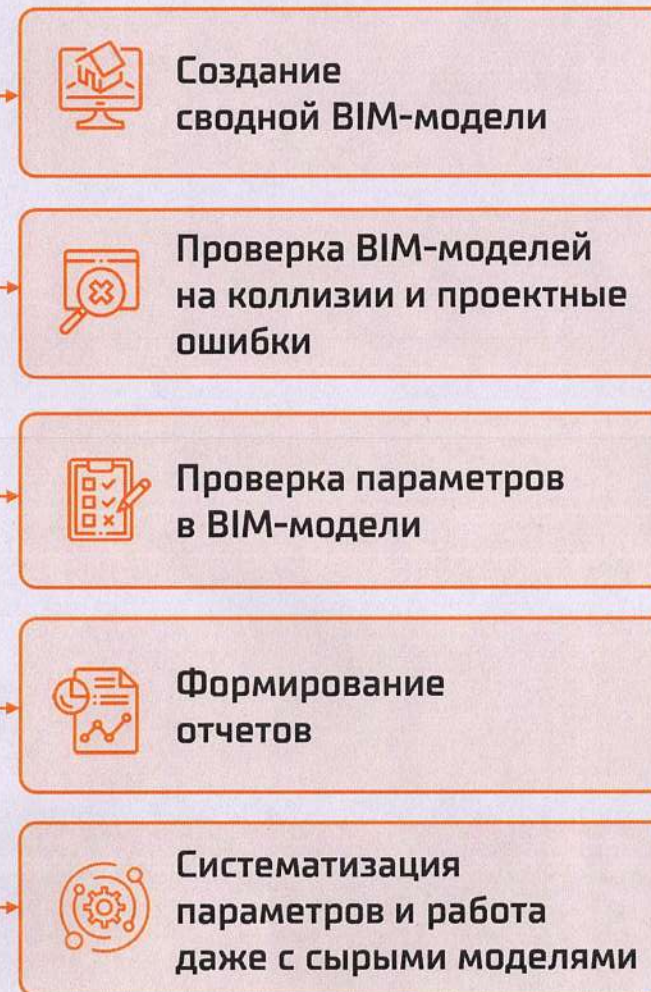 Создание
сводной BIM-модели
Проверка BIM-моделей
на коллизии и проектные
ошибки
Проверка параметров
в BIM-модели
Формирование
отчетов
Систематизация
параметров и работа
даже с сырыми моделями